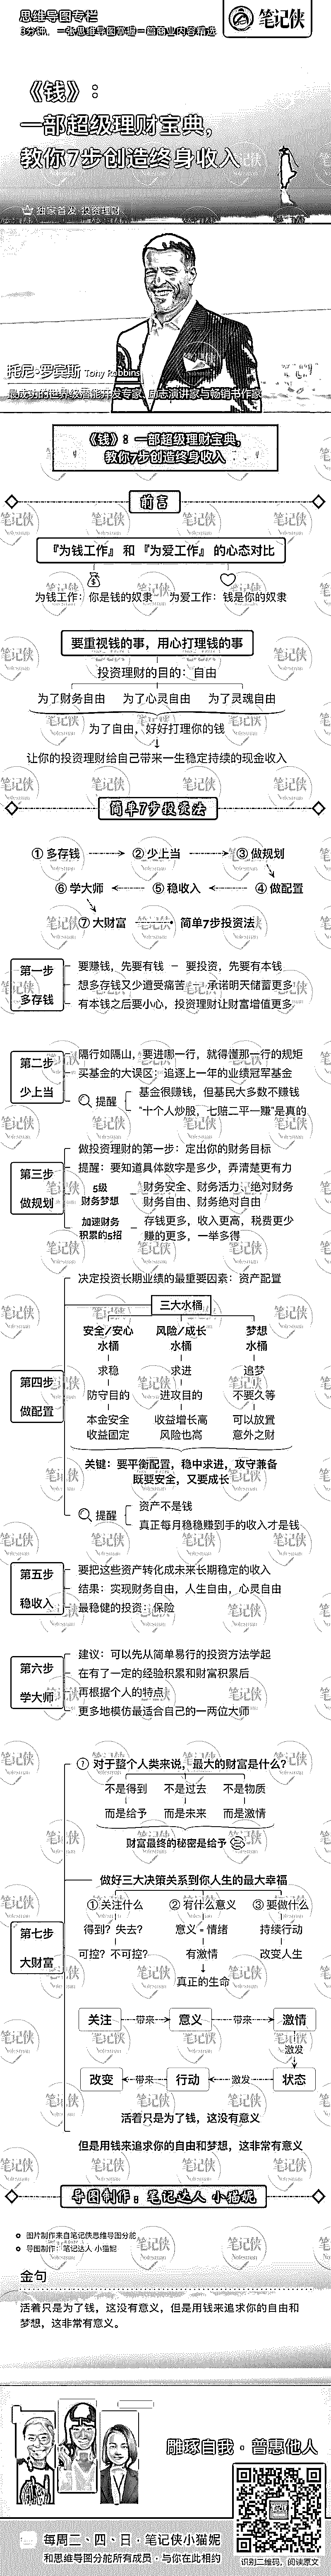 思维导图专栏
3分钟，一张思维导图掌握一篇商业内容精选
笔记侠
《钱》：
一部超级理财宝典，
教你7步创造终身收入
独家首发·投资理财
托尼·罗宾斯 Tony Robbins
《钱》：一部超级理财宝典，
教你7步创造终身收入
前言
『为钱工作』和『为爱工作』的心态对比
为钱工作：你是钱的奴隶 为爱工作：钱是你的奴隶
要重视钱的事，用心打理钱的事
投资理财的目的：自由
为了财务自由 为了心灵自由 为了灵魂自由
为了自由，好好打理你的钱
让你的投资理财给自己带来一生稳定持续的现金收入
简单7步投资法
① 多存钱 ② 少上当 ③ 做规划
⑥ 学大师 ⑤ 稳收入 ④ 做配置
⑦ 大财富 简单7步投资法
第一步
多存钱
要赚钱，先要有钱 — 要投资，先要有本钱
想多存钱又少遭受痛苦 — 承诺明天储蓄更多
有本钱之后要小心，投资理财让财富增值更多
第二步
少上当
隔行如隔山，要进哪一行，就得懂那一行的规矩
买基金的大误区：追逐上一年的业绩冠军基金
提醒
基金很赚钱，但基民大多数不赚钱
“十个人炒股，七赔二平一赚”是真的
第三步
做规划
做投资理财的第一步：定出你的财务目标
提醒：要知道具体数字是多少，弄清楚更有力
5级
财务梦想
财务安全、财务活力、绝对财务
财务自由、财务绝对自由
加速财务
积累的5招
存钱更多，收入更高，税费更少
赚的更多，一举多得
第四步
做配置
决定投资长期业绩的最重要因素：资产配置
三大水桶
安全/安心 风险/成长 梦想
水桶 水桶 水桶
求稳 求进 追梦
防守目的 进攻目的 不要久等
本金安全 收益增长高 可以放置
收益固定 风险也高 意外之财
关键：要平衡配置，稳中求进，攻守兼备
既要安全，又要成长
提醒
资产不是钱
真正每月稳稳赚到手的收入才是钱
第五步
稳收入
要把这些资产转化成未来长期稳定的收入
结果：实现财务自由，人生自由，心灵自由
最稳健的投资：保险
第六步
学大师
建议：可以先从简单易行的投资方法学起
在有了一定的经验积累和财富积累后
再根据个人的特点
更多地模仿最适合自己的一两位大师
第七步
大财富
① 对于整个人类来说，最大的财富是什么？
不是得到 不是过去 不是物质
而是给予 而是未来 而是激情
财富最终的秘密是给予
做好三大决策关系到你人生的最大幸福
① 关注什么 ② 有什么意义 ③ 要做什么
得到？失去？ 意义=情绪 持续行动
可控？不可控？ 有激情 改变人生
真正的生命
关注 带来 意义 带来 激情
激发
改变 带来 行动 激发 状态
活着只是为了钱，这没有意义
但是用钱来追求你的自由和梦想，这非常有意义
导图制作：笔记达人 小猫妮
图片制作来自笔记侠思维导图分舵
导图制作：笔记达人 小猫妮
金句
活着只是为了钱，这没有意义，但是用钱来追求你的自由和
梦想，这非常有意义。
雕琢自我·普惠他人
每周二、四、日·笔记侠小猫妮
和思维导图分舵所有成员·与你在此相约
识别二维码，阅读原文